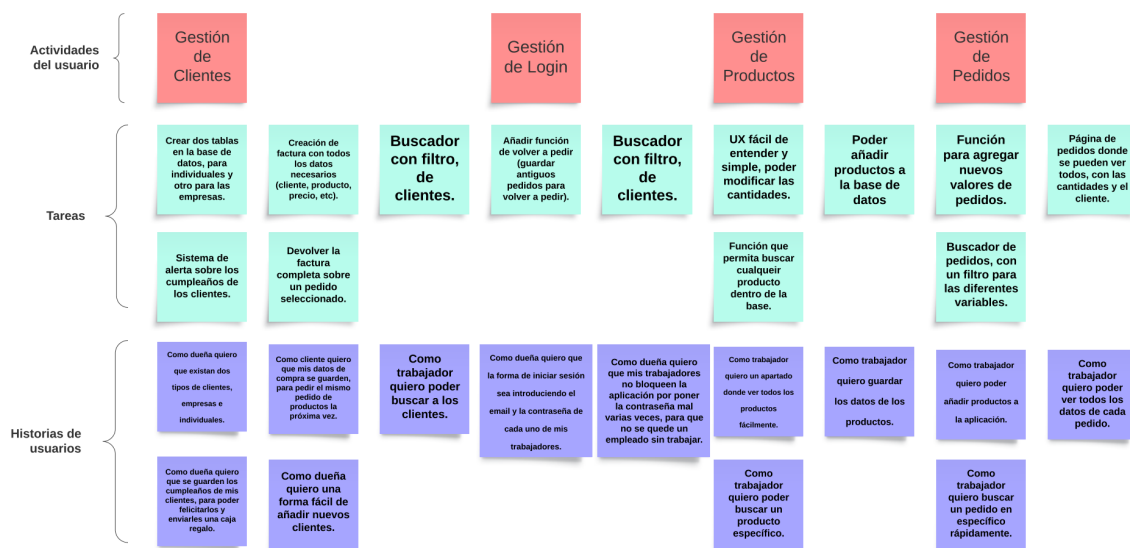 Actividades
del usuario
Gestión
de
Clientes
Gestión
de Login
Gestión
de
Productos
Gestión
de
Pedidos
Tareas
Crear dos tablas
en la base de
datos, para
individuales y
otro para las
empresas.
Creación de
factura con todos
los datos
necesarios
(cliente, producto,
precio, etc).
Buscador
con filtro,
de
clientes.
Añadir función
de volver a pedir
(guardar
antiguos
pedidos para
volver a pedir).
Buscador
con filtro,
de
clientes.
UX fácil de
entender y
simple, poder
modificar las
cantidades.
Poder
añadir
productos a
la base de
datos
Función
para agregar
nuevos
valores de
pedidos.
Página de
pedidos donde
se pueden ver
todos, con las
cantidades y el
cliente.
Sistema de
alerta sobre los
cumpleaños de
los clientes.
Devolver la
factura
completa sobre
un pedido
seleccionado.
Función que
permita buscar
cualqueir
producto
dentro de la
base.
Buscador de
pedidos, con
un filtro para
las diferentes
variables.
Historias de
usuarios
Como dueña quiero
que existan dos
tipos de clientes,
empresas e
individuales.
Como cliente quiero
que mis datos de
compra se guarden,
para pedir el mismo
pedido de
productos la
próxima vez.
Como
trabajador
quiero poder
buscar a los
clientes.
Como dueña quiero que
la forma de iniciar sesión
sea introduciendo el
email y la contraseña de
cada uno de mis
trabajadores.
Como dueña quiero
que mis trabajadores
no bloqueen la
aplicación por poner
la contraseña mal
varias veces, para que
no se quede un
empleado sin trabajar.
Como trabajador
quiero un apartado
donde ver todos los
productos
fácilmente.
Como trabajador
quiero guardar
los datos de los
productos.
Como trabajador
quiero poder
añadir productos a
la aplicación.
Como
trabajador
quiero poder
ver todos los
datos de cada
pedido.
Como dueña quiero
que se guarden los
cumpleaños de mis
clientes, para poder
felicitarlos y
enviarles una caja
regalo.
Como dueña
quiero una
forma fácil de
añadir nuevos
clientes.
Como
trabajador
quiero poder
buscar un
producto
específico.
Como
trabajador
quiero buscar
un pedido en
específico
rápidamente.